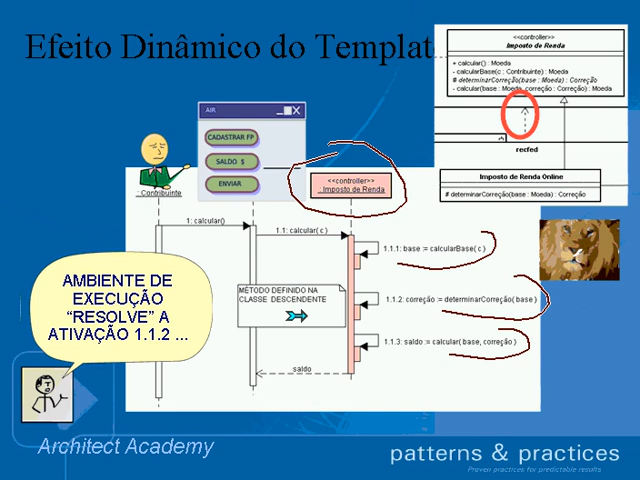 Efeito Dinâmico do Templat
<<controller>>
Imposto de Renda
+ calcular() : Moeda
- calcularBase(c : Contribuinte) : Moeda
# determinarCorreção(base : Moeda) : Correção
- calcular(base : Moeda, correção : Correção) : Moeda
recfed
Imposto de Renda Online
# determinarCorreção(base : Moeda) : Correção
AIR
CADASTRAR FP
SALDO $
ENVIAR
: Contribuinte
<<controller>>
: Imposto de Renda
1: calcular()
1.1: calcular( c )
1.1.1: base := calcularBase( c )
MÉTODO DEFINIDO NA
CLASSE DESCENDENTE
1.1.2: correção := determinarCorreção( base )
1.1.3: saldo := calcular( base, correção )
saldo
AMBIENTE DE
EXECUÇÃO
“RESOLVE” A
ATIVAÇÃO 1.1.2 ...
Architect Academy
patterns & practices
Proven practices for predictable results